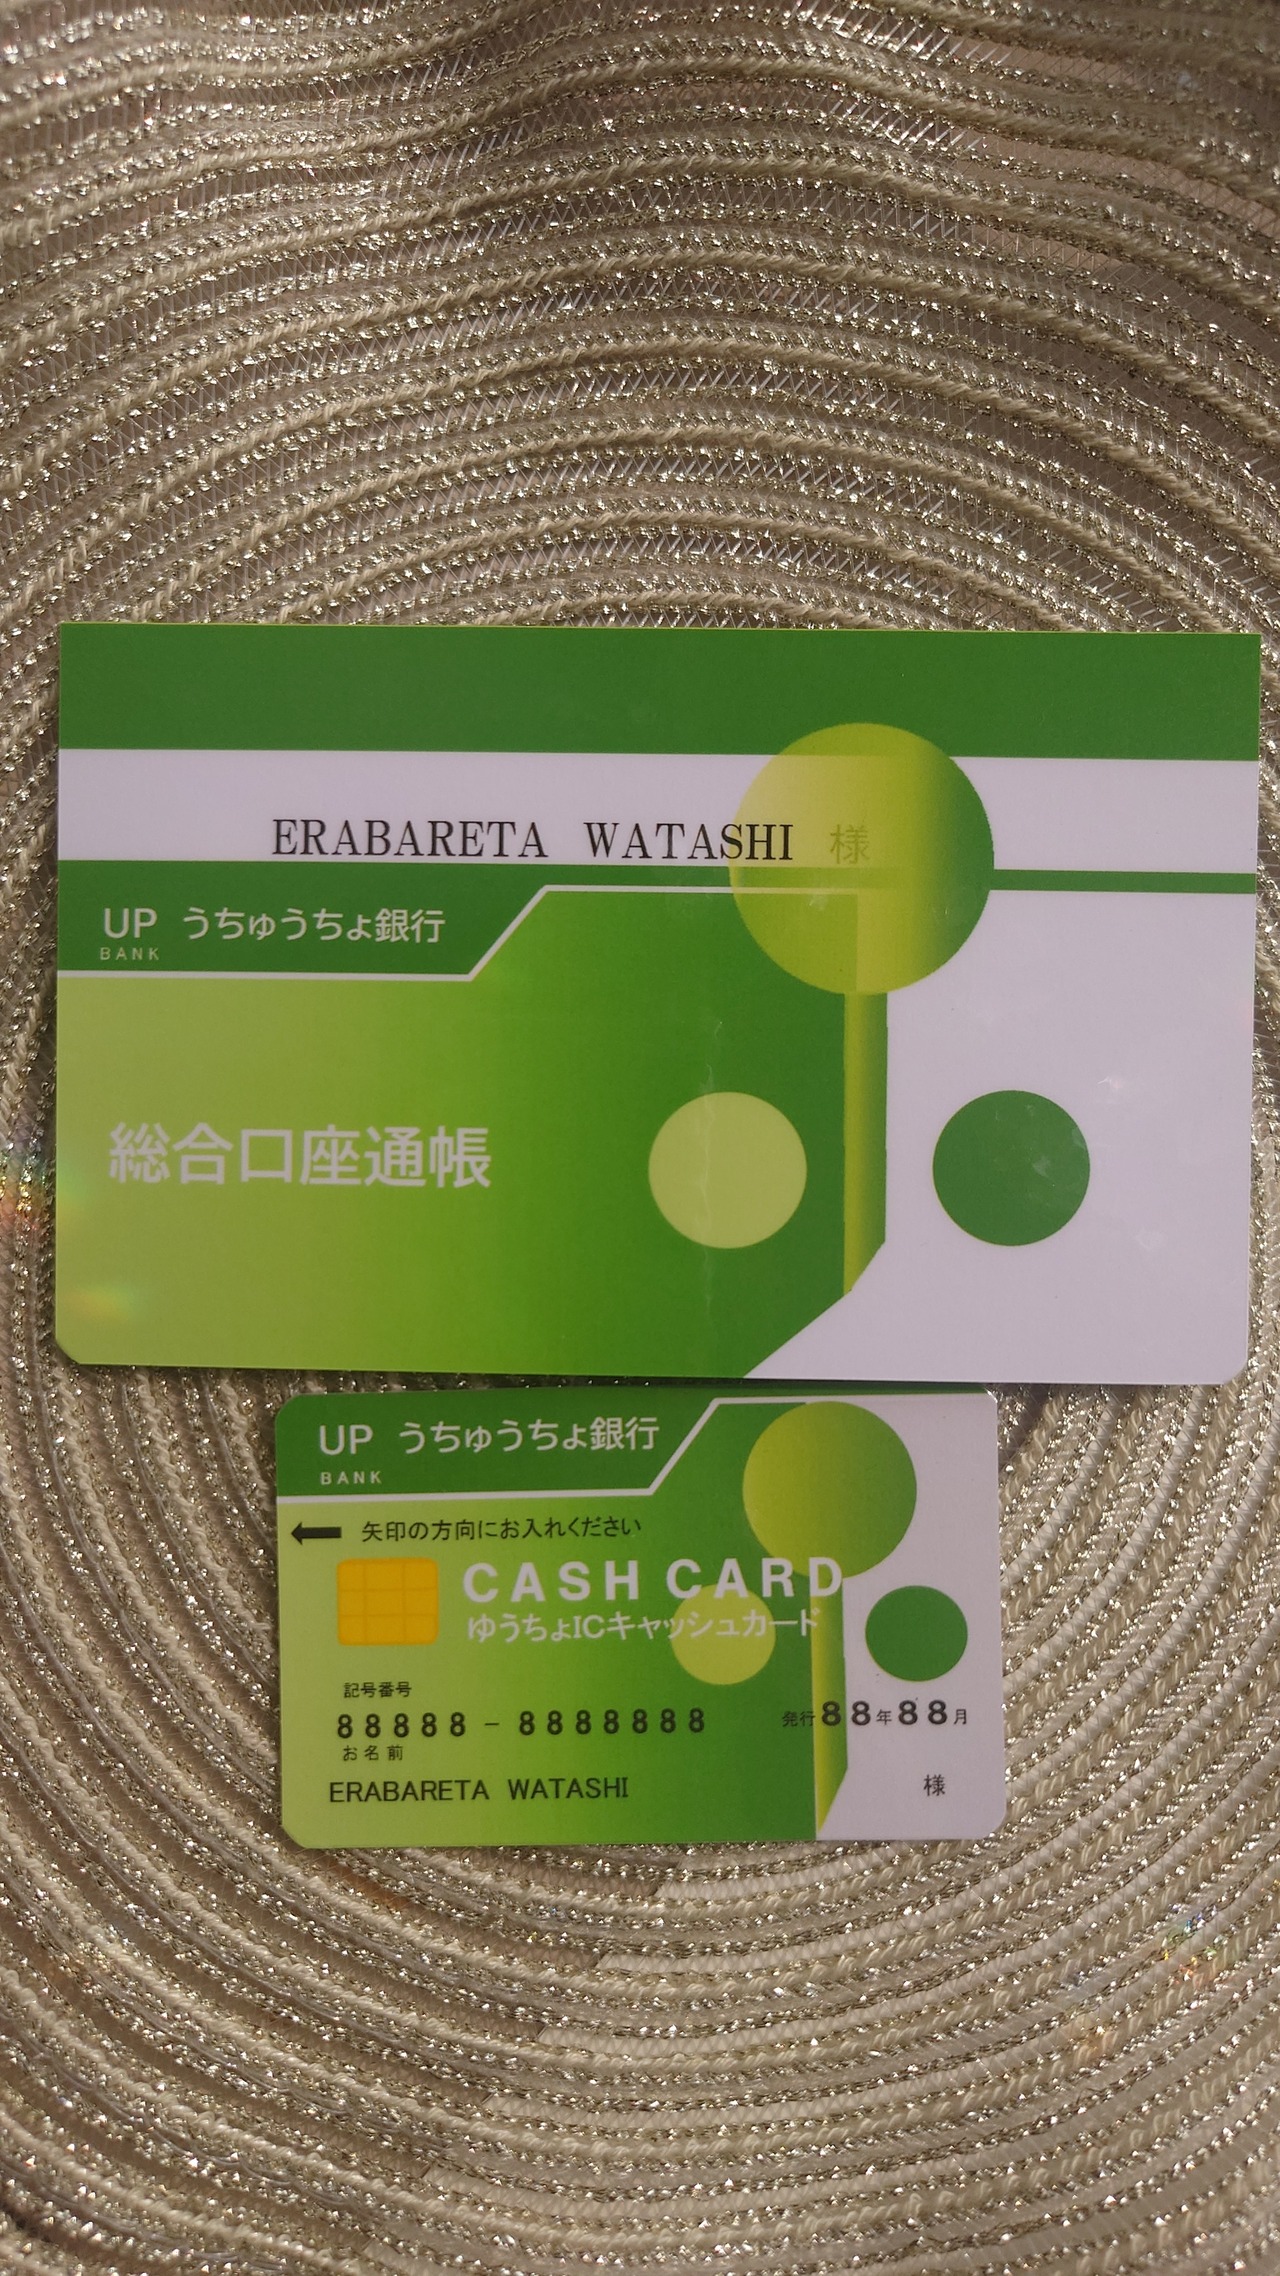 ERABARETA WATASHI 様
UP うちゅうちょ銀行
BANK
総合口座通帳
UP うちゅうちょ銀行
BANK
← 矢印の方向にお入れください
CASH CARD
ゆうちょICキャッシュカード
記号番号
88888 − 8888888 発行88年88月
お名前
ERABARETA WATASHI 様